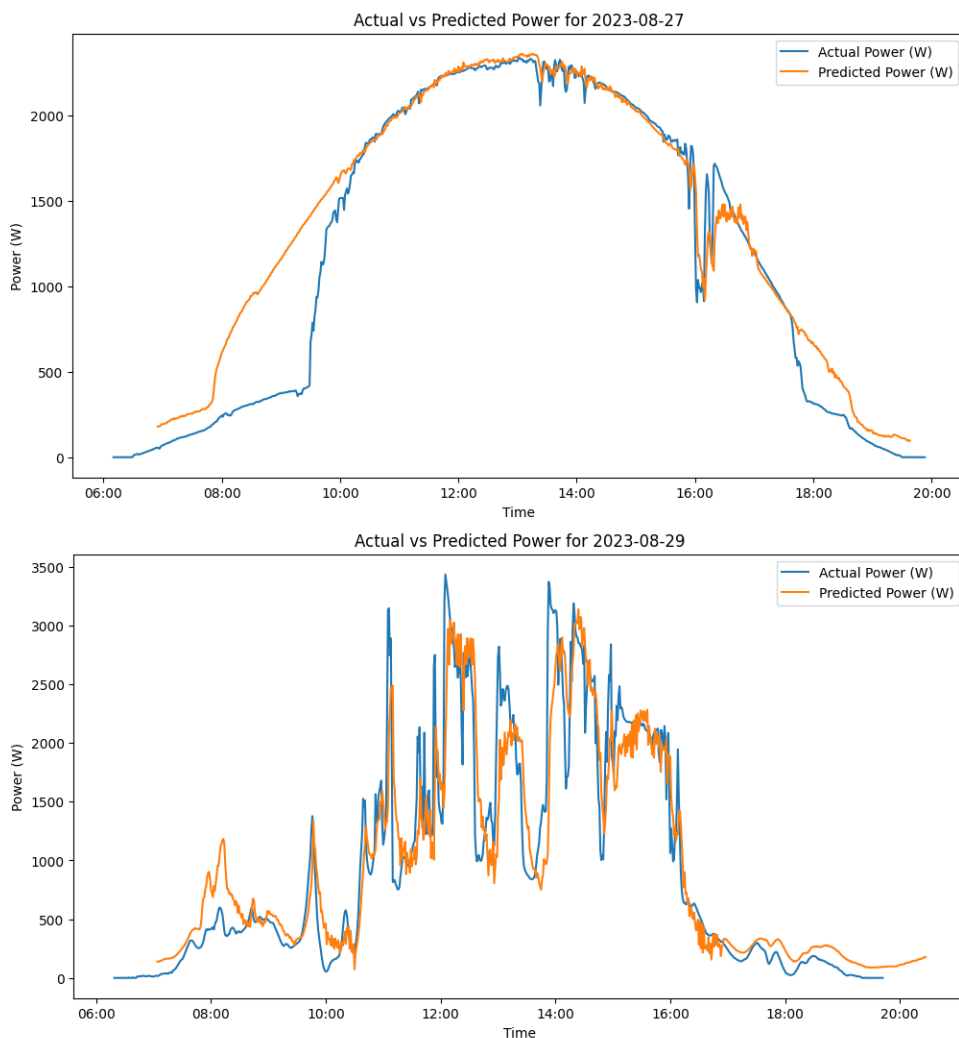 Actual vs Predicted Power for 2023-08-27
Actual Power (W)
Predicted Power (W)
Power (W)
2000
1500
1000
500
0
06:00 08:00 10:00 12:00 14:00 16:00 18:00 20:00
Time
Actual vs Predicted Power for 2023-08-29
Actual Power (W)
Predicted Power (W)
Power (W)
3500
3000
2500
2000
1500
1000
500
0
06:00 08:00 10:00 12:00 14:00 16:00 18:00 20:00
Time